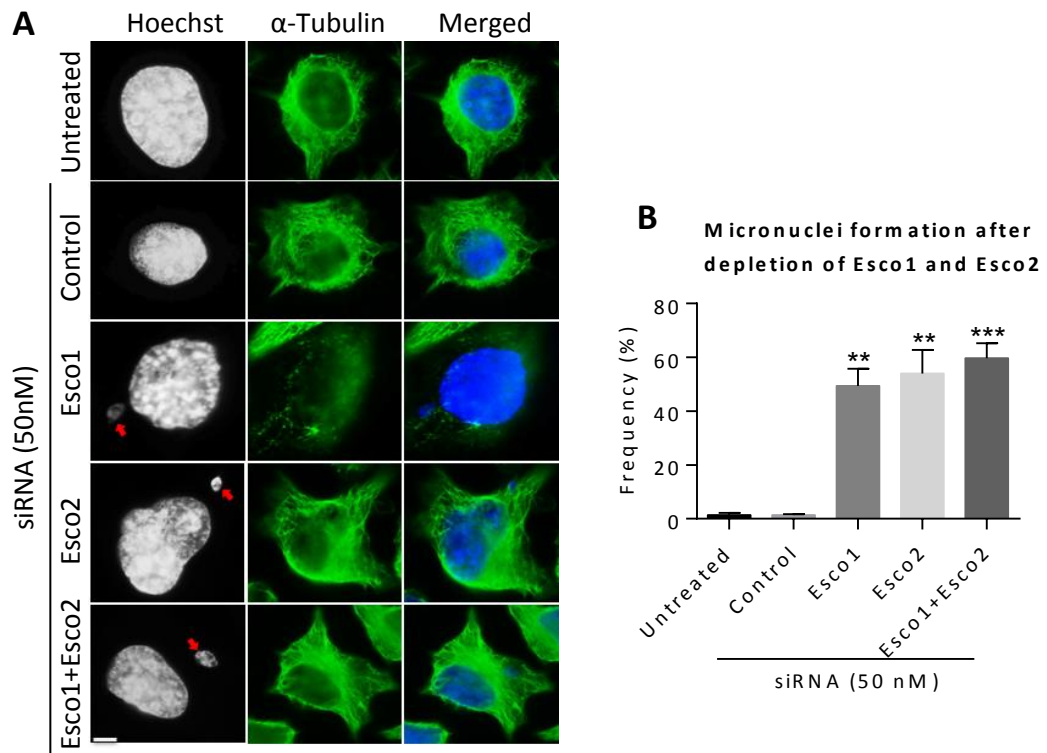 A
Hoechst α-Tubulin Merged
Untreated
siRNA (50nM)
Control
Esco1
Esco2
Esco1+Esco2
B
Micronuclei formation after
depletion of Esco1 and Esco2
Frequency (%)
80
60
40
20
0
** ** ***
Untreated
Control
Esco1
Esco2
Esco1+Esco2
siRNA (50 nM)